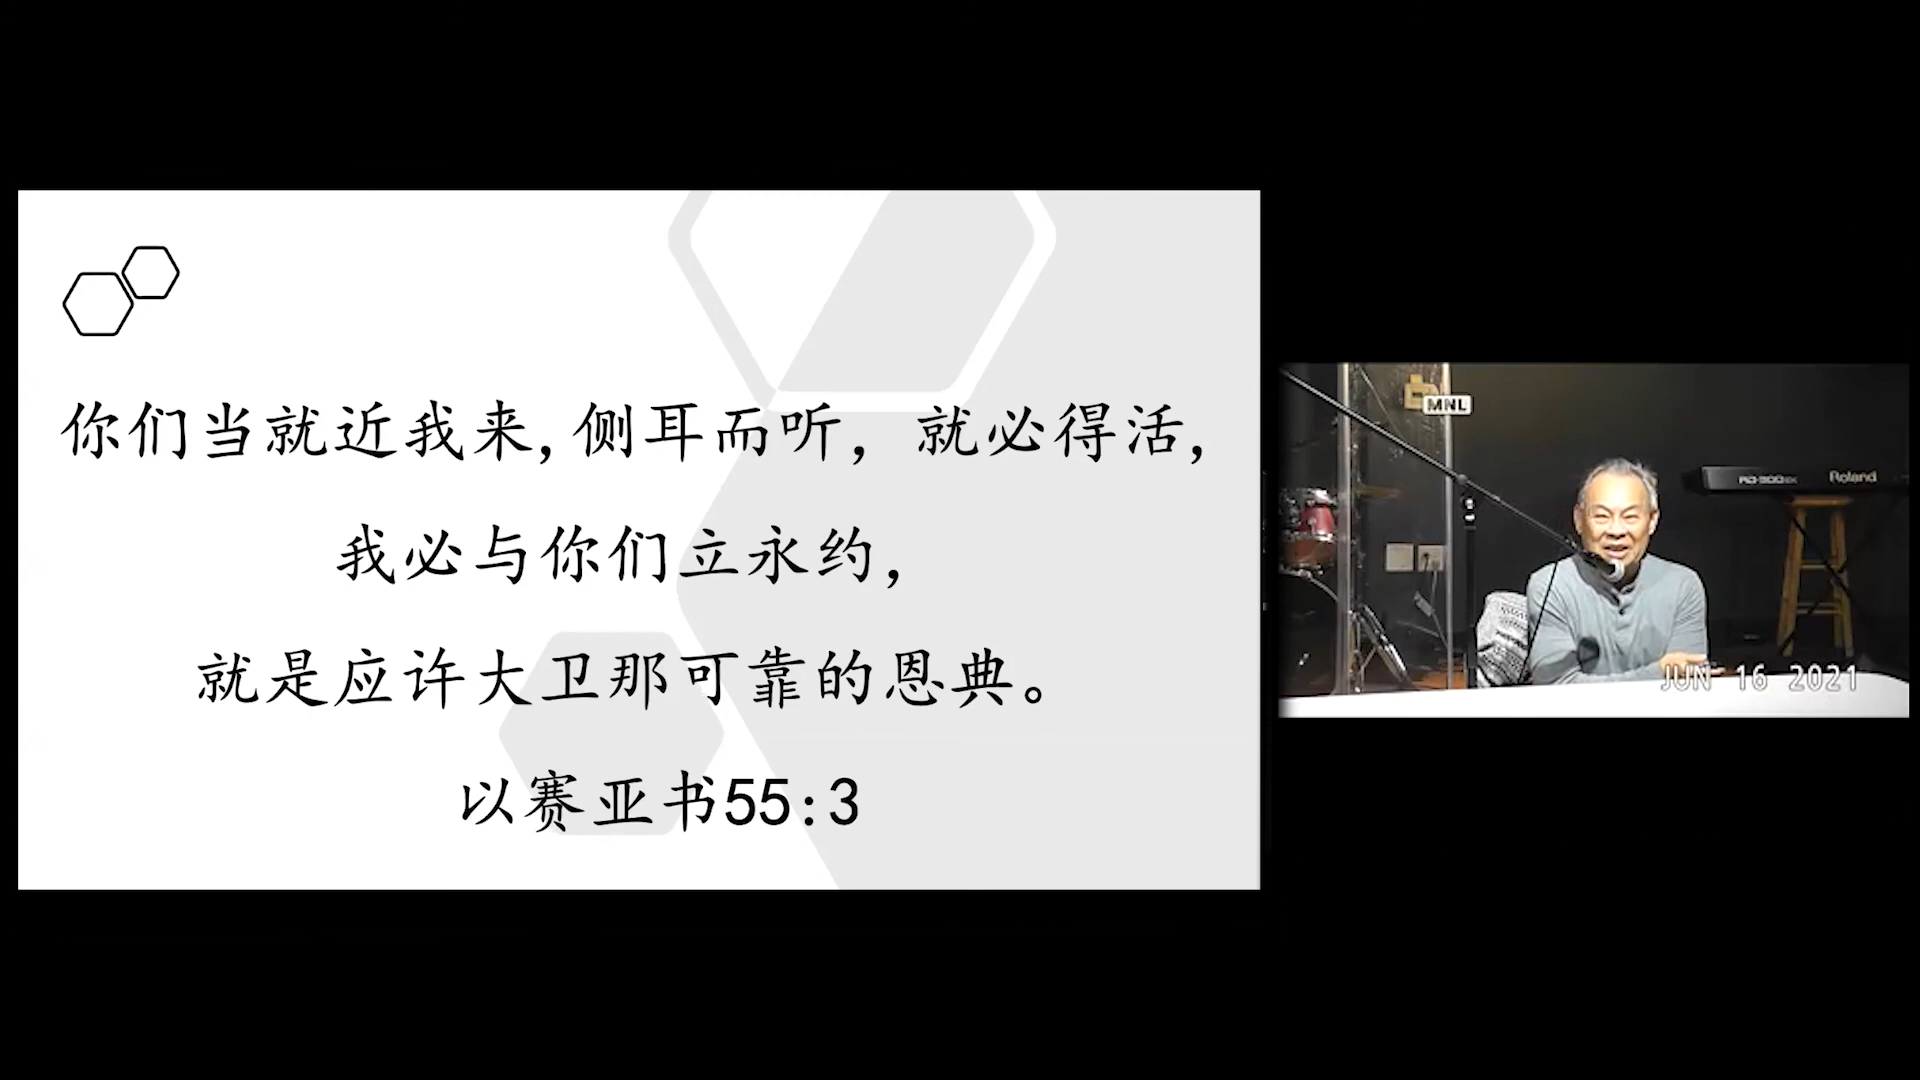 你们当就近我来,侧耳而听，就必得活,
我必与你们立永约,
就是应许大卫那可靠的恩典。
以赛亚书55:3
MNL
Roland
JUN 16 2021